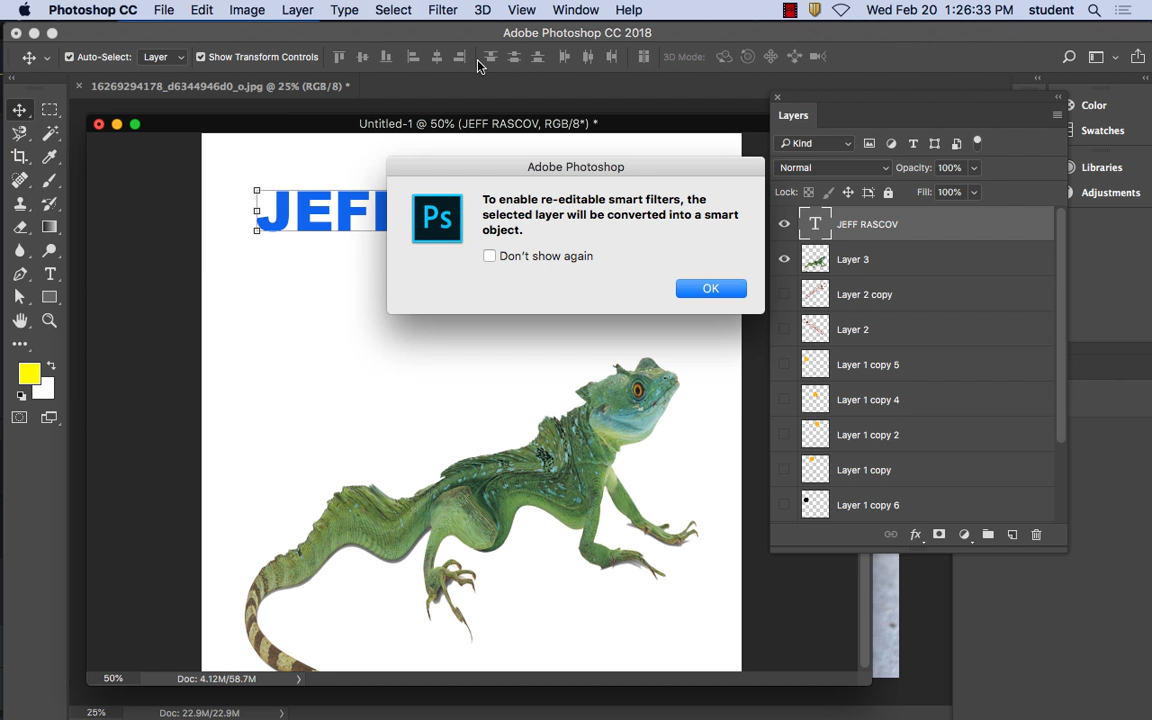 Photoshop CC File Edit Image Layer Type Select Filter 3D View Window Help Wed Feb 20 1:26:33 PM student
Adobe Photoshop CC 2018
Auto-Select: Layer Show Transform Controls 3D Mode:
× 16269294178_d6344946d0_o.jpg @ 25% (RGB/8) *
Untitled-1 @ 50% (JEFF RASCOV, RGB/8*) *
JEF
Adobe Photoshop
Ps
To enable re-editable smart filters, the
selected layer will be converted into a smart
object.
Don't show again
OK
Layers
Kind
Normal Opacity: 100%
Lock: Fill: 100%
T JEFF RASCOV
Layer 3
Layer 2 copy
Layer 2
Layer 1 copy 5
Layer 1 copy 4
Layer 1 copy 2
Layer 1 copy
Layer 1 copy 6
fx
Color
Swatches
Libraries
Adjustments
50% Doc: 4.12M/58.7M
25% Doc: 22.9M/22.9M